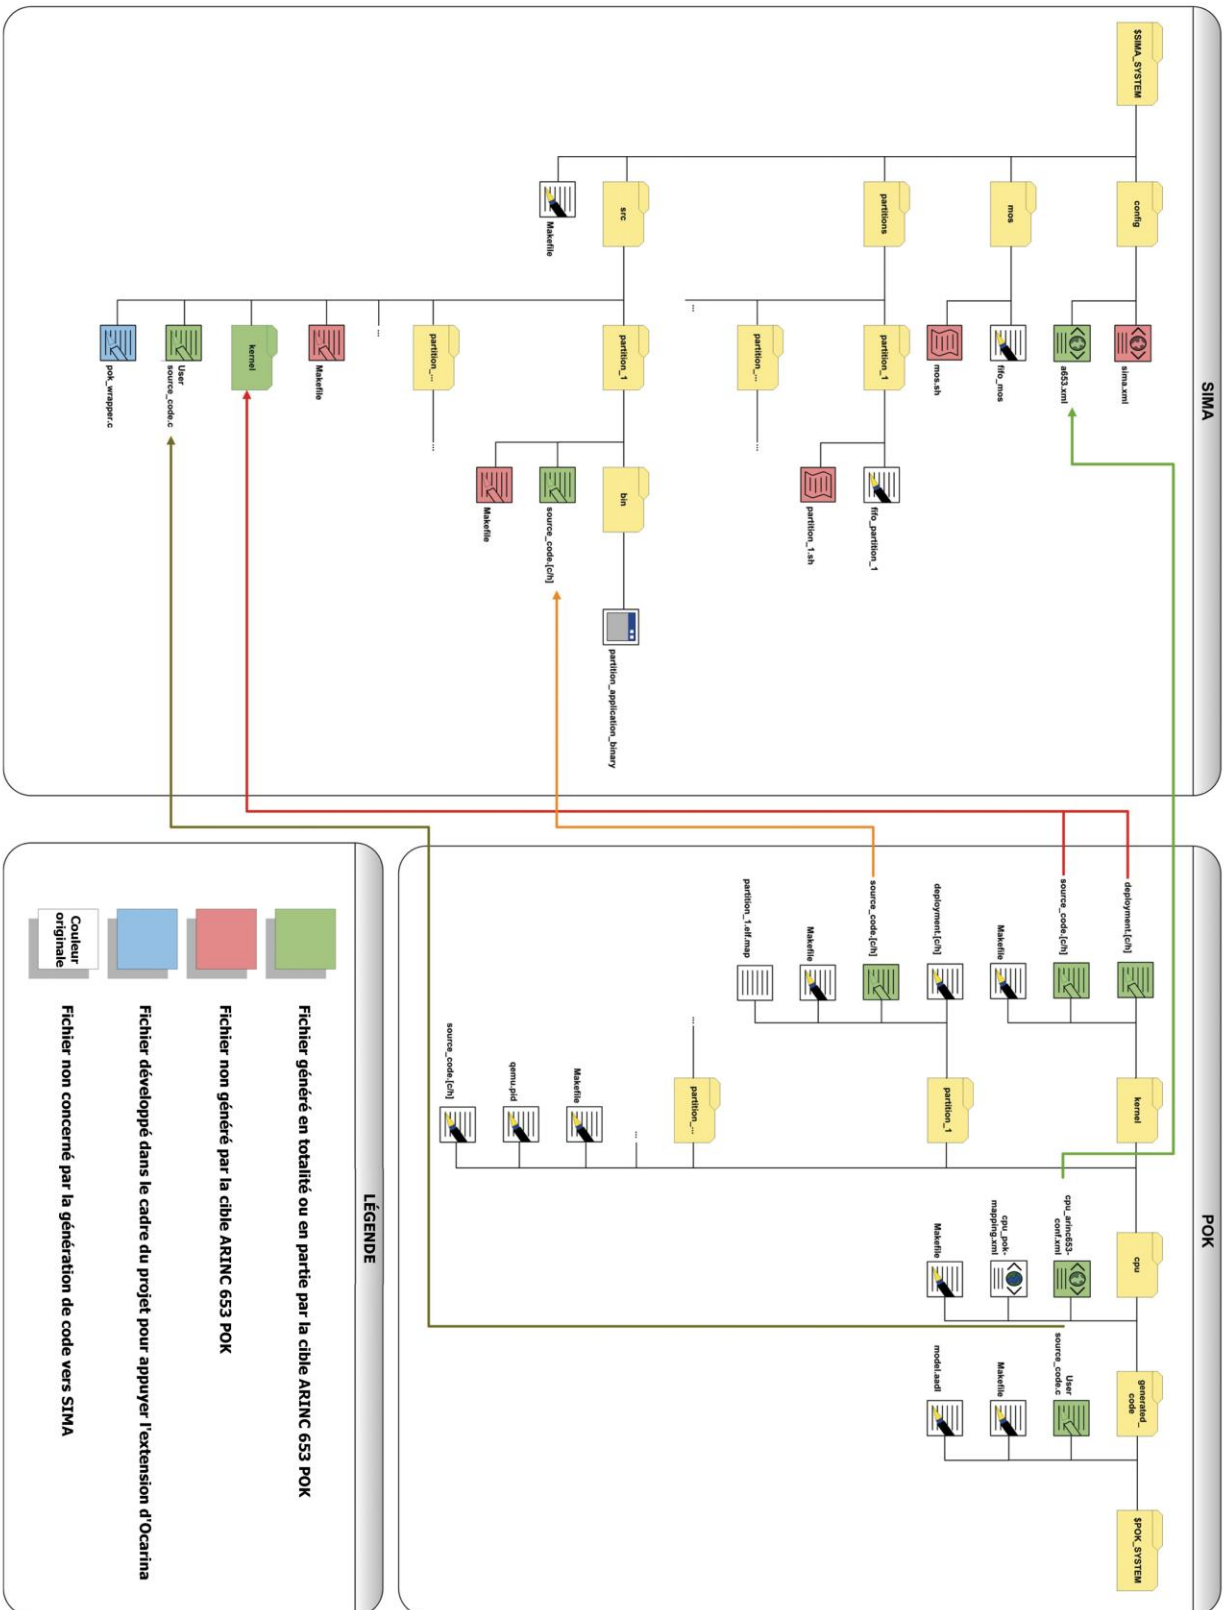 SIMA
$SIMA_SYSTEM
config
sima.xml
a653.xml
mos
fifo_mos
mos.sh
partitions
partition_1
fifo_partition_1
partition_1.sh
partition_...
...
...
src
partition_1
bin
partition_application_binary
source_code.[c/h]
Makefile
partition_...
...
...
Makefile
kernel
User
source_code.c
pok_wrapper.c
Makefile
POK
$POK_SYSTEM
generated_
code
User
source_code.c
Makefile
model.aadl
cpu
cpu_arinc653-
conf.xml
cpu_pok-
mapping.xml
Makefile
kernel
deployment.[c/h]
source_code.[c/h]
Makefile
partition_1
deployment.[c/h]
source_code.[c/h]
Makefile
partition_1.elf.map
partition_...
...
...
Makefile
qemu.pid
source_code.[c/h]
LÉGENDE
Fichier généré en totalité ou en partie par la cible ARINC 653 POK
Fichier non généré par la cible ARINC 653 POK
Fichier développé dans le cadre du projet pour appuyer l'extension d'Ocarina
Couleur
originale
Fichier non concerné par la génération de code vers SIMA